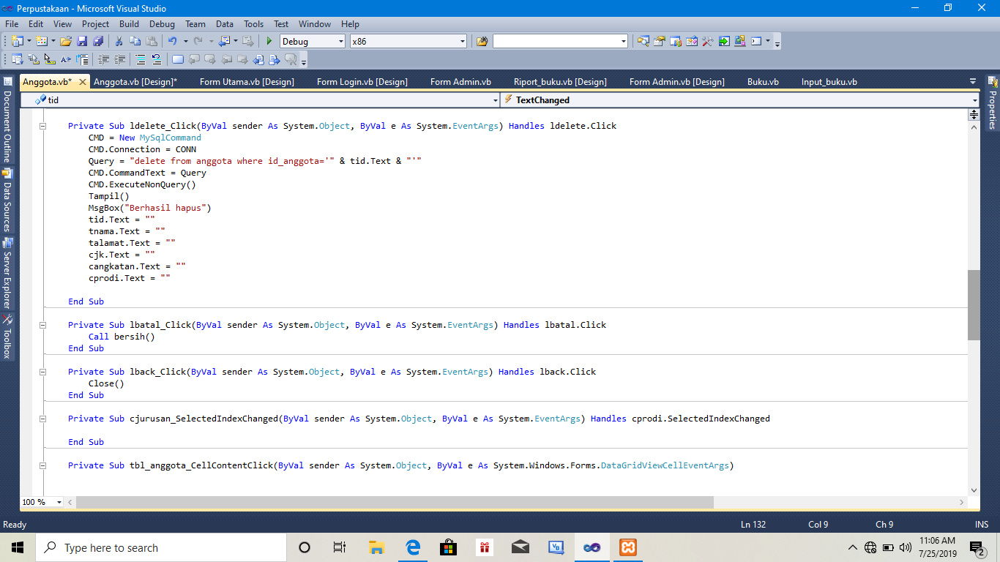 Perpustakaan - Microsoft Visual Studio
File Edit View Project Build Debug Team Data Tools Test Window Help
Debug x86
Anggota.vb* Anggota.vb [Design]* Form Utama.vb [Design] Form Login.vb [Design] Form Admin.vb Riport_buku.vb [Design] Form Admin.vb [Design] Buku.vb Input_buku.vb
tid TextChanged
Document Outline
Data Sources
Server Explorer
Toolbox
Properties
Private Sub ldelete_Click(ByVal sender As System.Object, ByVal e As System.EventArgs) Handles ldelete.Click
CMD = New MySqlCommand
CMD.Connection = CONN
Query = "delete from anggota where id_anggota='" & tid.Text & "'"
CMD.CommandText = Query
CMD.ExecuteNonQuery()
Tampil()
MsgBox("Berhasil hapus")
tid.Text = ""
tnama.Text = ""
talamat.Text = ""
cjk.Text = ""
cangkatan.Text = ""
cprodi.Text = ""
End Sub
Private Sub lbatal_Click(ByVal sender As System.Object, ByVal e As System.EventArgs) Handles lbatal.Click
Call bersih()
End Sub
Private Sub lback_Click(ByVal sender As System.Object, ByVal e As System.EventArgs) Handles lback.Click
Close()
End Sub
Private Sub cjurusan_SelectedIndexChanged(ByVal sender As System.Object, ByVal e As System.EventArgs) Handles cprodi.SelectedIndexChanged
End Sub
Private Sub tbl_anggota_CellContentClick(ByVal sender As System.Object, ByVal e As System.Windows.Forms.DataGridViewCellEventArgs)
100 %
Ready Ln 132 Col 9 Ch 9 INS
Type here to search
11:06 AM
7/25/2019
2